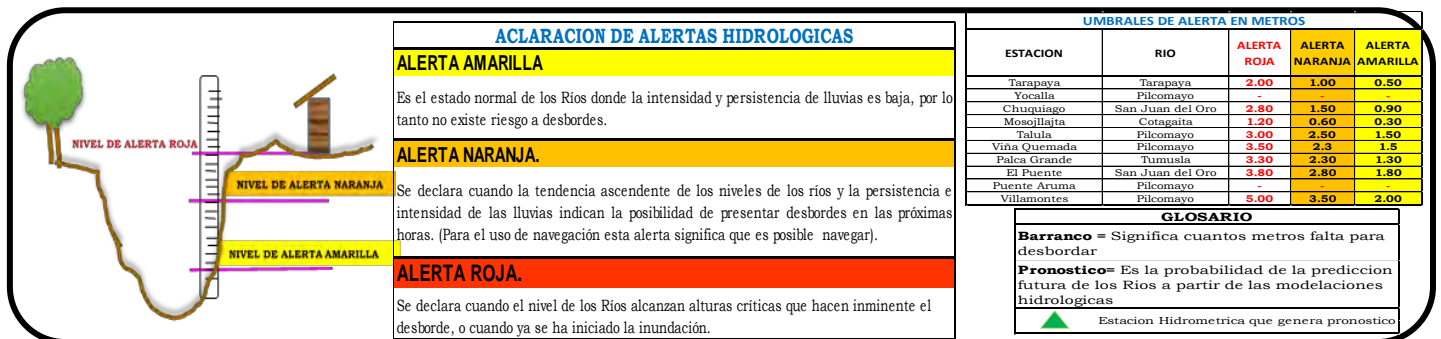 NIVEL DE ALERTA ROJA
NIVEL DE ALERTA NARANJA
NIVEL DE ALERTA AMARILLA
ACLARACION DE ALERTAS HIDROLOGICAS
ALERTA AMARILLA
Es el estado normal de los Ríos donde la intensidad y persistencia de lluvias es baja, por lo
tanto no existe riesgo a desbordes.
ALERTA NARANJA.
Se declara cuando la tendencia ascendente de los niveles de los ríos y la persistencia e
intensidad de las lluvias indican la posibilidad de presentar desbordes en las próximas
horas. (Para el uso de navegación esta alerta significa que es posible navegar).
ALERTA ROJA.
Se declara cuando el nivel de los Ríos alcanzan alturas críticas que hacen inminente el
desborde, o cuando ya se ha iniciado la inundación.
UMBRALES DE ALERTA EN METROS
ESTACION RIO ALERTA ROJA ALERTA NARANJA ALERTA AMARILLA
Tarapaya Tarapaya 2.00 1.00 0.50
Yocalla Pilcomayo - - -
Chuquiago San Juan del Oro 2.80 1.50 0.90
Mosojllajta Cotagaita 1.20 0.60 0.30
Talula Pilcomayo 3.00 2.50 1.50
Viña Quemada Pilcomayo 3.50 2.3 1.5
Palca Grande Tumusla 3.30 2.30 1.30
El Puente San Juan del Oro 3.80 2.80 1.80
Puente Aruma Pilcomayo - - -
Villamontes Pilcomayo 5.00 3.50 2.00
GLOSARIO
Barranco = Significa cuantos metros falta para
desbordar
Pronostico= Es la probabilidad de la prediccion
futura de los Rios a partir de las modelaciones
hidrologicas
Estacion Hidrometrica que genera pronostico